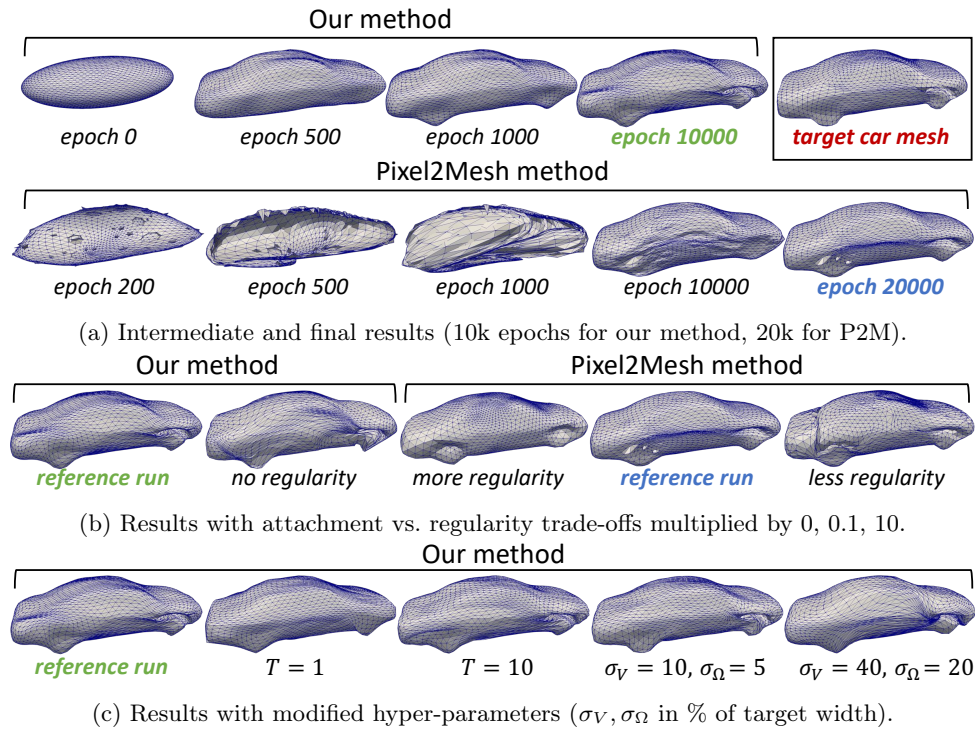 Our method
epoch 0 epoch 500 epoch 1000 epoch 10000 target car mesh
Pixel2Mesh method
epoch 200 epoch 500 epoch 1000 epoch 10000 epoch 20000
(a) Intermediate and final results (10k epochs for our method, 20k for P2M).
Our method Pixel2Mesh method
reference run no regularity more regularity reference run less regularity
(b) Results with attachment vs. regularity trade-offs multiplied by 0, 0.1, 10.
Our method
reference run T = 1 T = 10 σ_V = 10, σ_Ω = 5 σ_V = 40, σ_Ω = 20
(c) Results with modified hyper-parameters (σ_V, σ_Ω in % of target width).